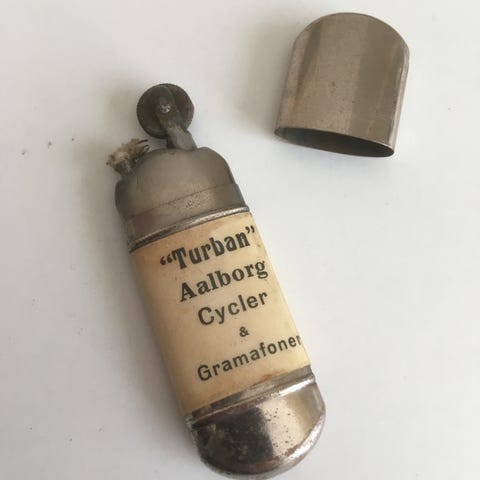 "Turban"
Aalborg
Cycler
&
Gramafoner